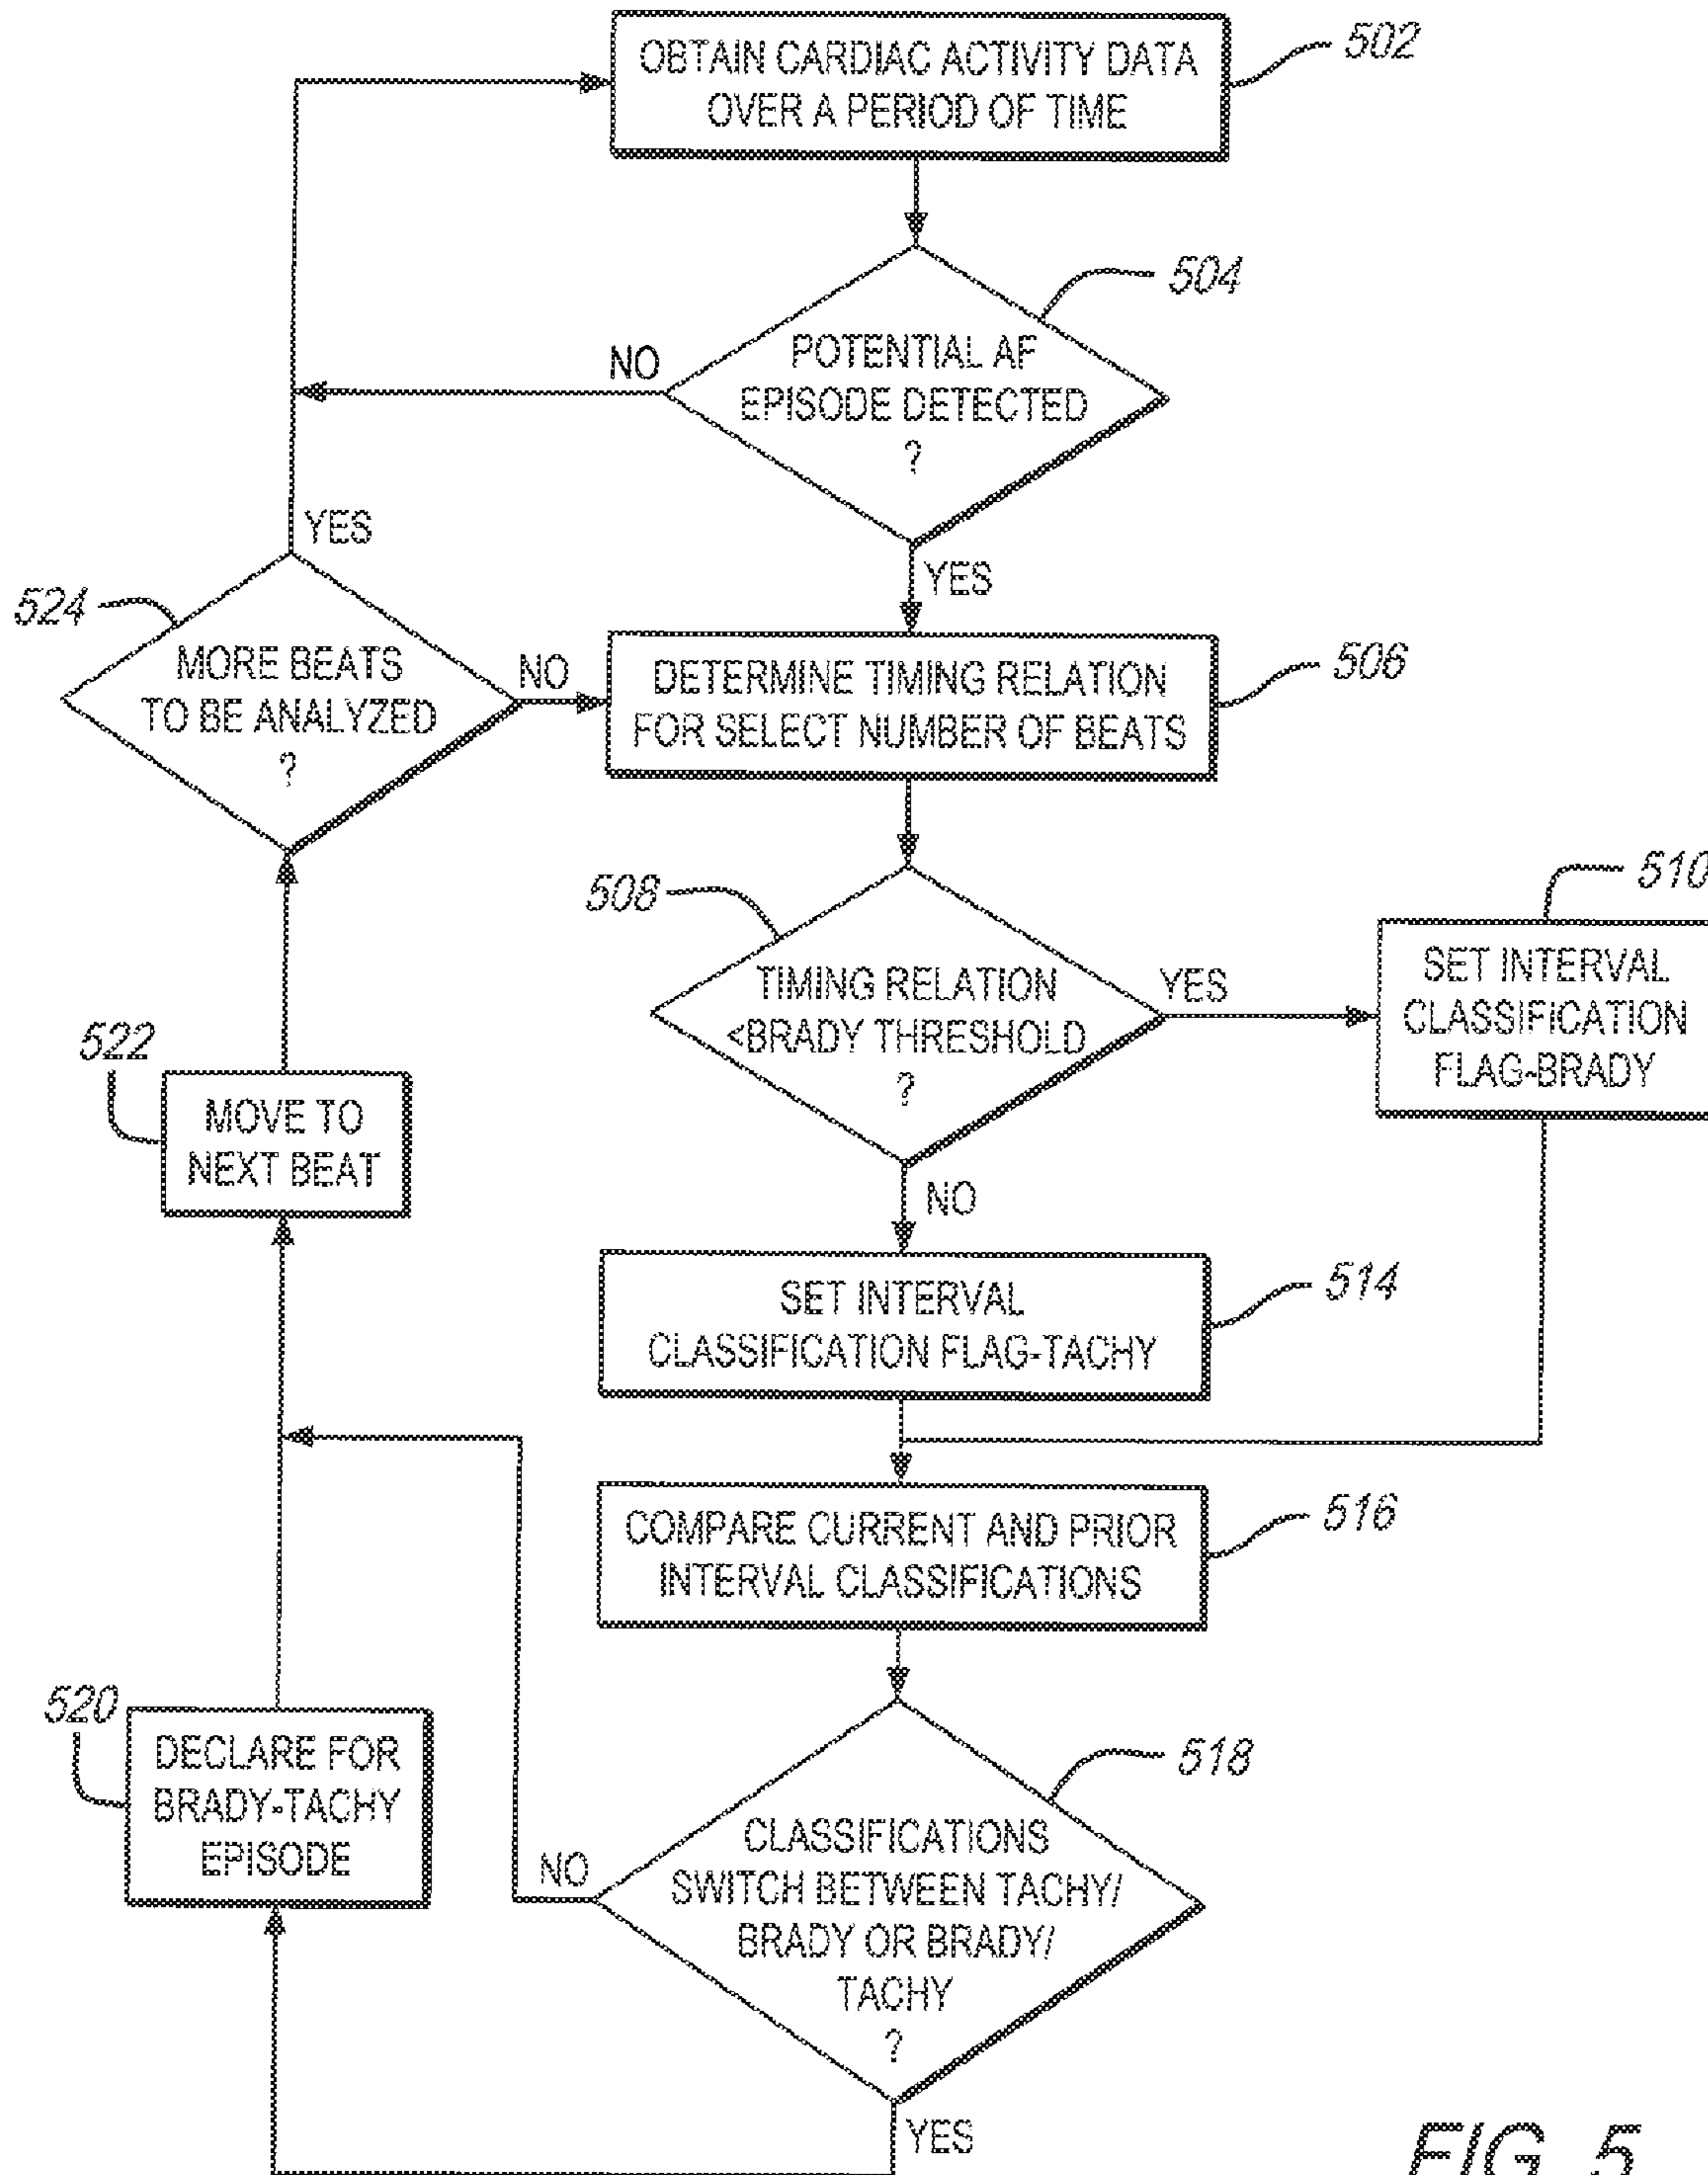 OBTAIN CARDIAC ACTIVITY DATA
OVER A PERIOD OF TIME
502
POTENTIAL AF
EPISODE DETECTED
?
504
NO
YES
YES
524
MORE BEATS
TO BE ANALYZED
?
NO
DETERMINE TIMING RELATION
FOR SELECT NUMBER OF BEATS
506
508
TIMING RELATION
<BRADY THRESHOLD
?
YES
510
SET INTERVAL
CLASSIFICATION
FLAG-BRADY
522
MOVE TO
NEXT BEAT
NO
SET INTERVAL
CLASSIFICATION FLAG-TACHY
514
COMPARE CURRENT AND PRIOR
INTERVAL CLASSIFICATIONS
516
520
DECLARE FOR
BRADY-TACHY
EPISODE
NO
CLASSIFICATIONS
SWITCH BETWEEN TACHY/
BRADY OR BRADY/
TACHY
?
518
YES
FIG. 5